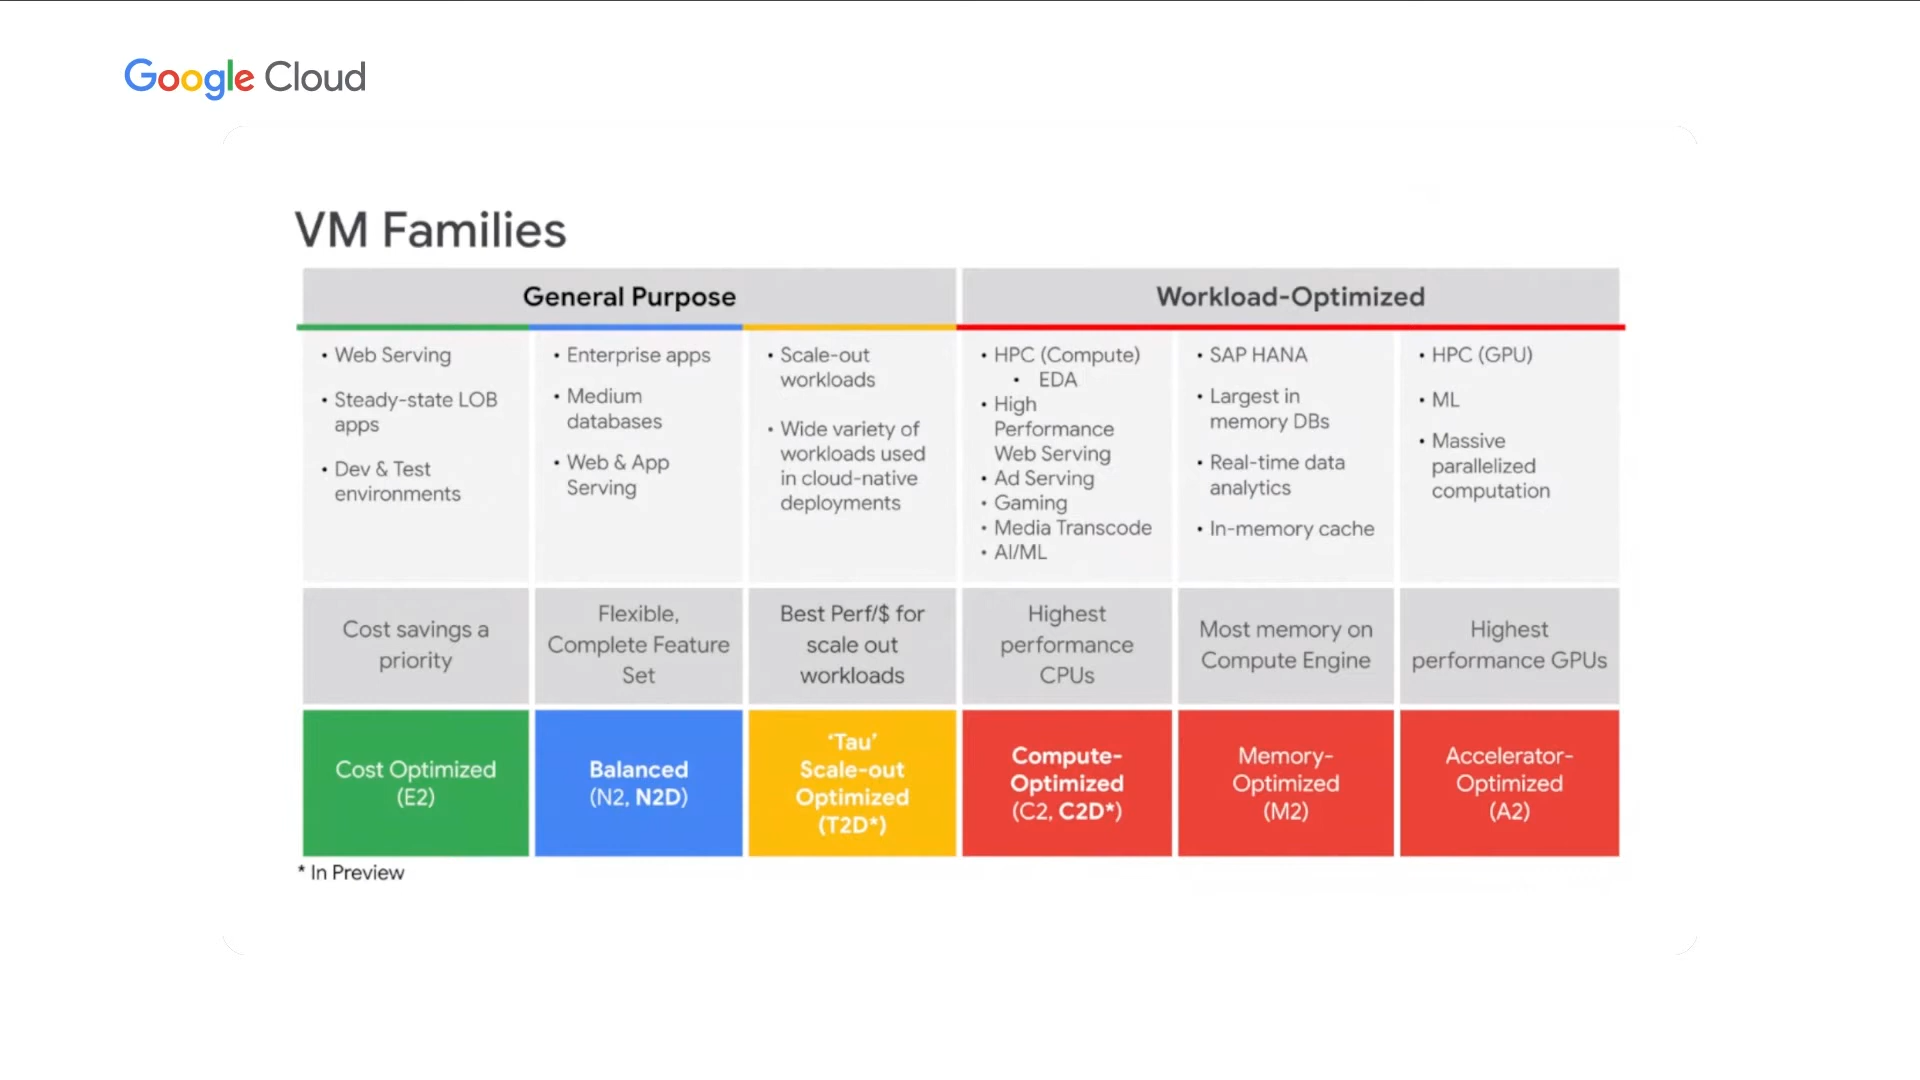 Google Cloud
VM Families
General Purpose
Workload-Optimized
• Web Serving
• Steady-state LOB
apps
• Dev & Test
environments
• Enterprise apps
• Medium
databases
• Web & App
Serving
• Scale-out
workloads
• Wide variety of
workloads used
in cloud-native
deployments
• HPC (Compute)
• EDA
• High
Performance
Web Serving
• Ad Serving
• Gaming
• Media Transcode
• AI/ML
• SAP HANA
• Largest in
memory DBs
• Real-time data
analytics
• In-memory cache
• HPC (GPU)
• ML
• Massive
parallelized
computation
Cost savings a
priority
Flexible,
Complete Feature
Set
Best Perf/$ for
scale out
workloads
Highest
performance
CPUs
Most memory on
Compute Engine
Highest
performance GPUs
Cost Optimized
(E2)
Balanced
(N2, N2D)
‘Tau’
Scale-out
Optimized
(T2D*)
Compute-
Optimized
(C2, C2D*)
Memory-
Optimized
(M2)
Accelerator-
Optimized
(A2)
* In Preview